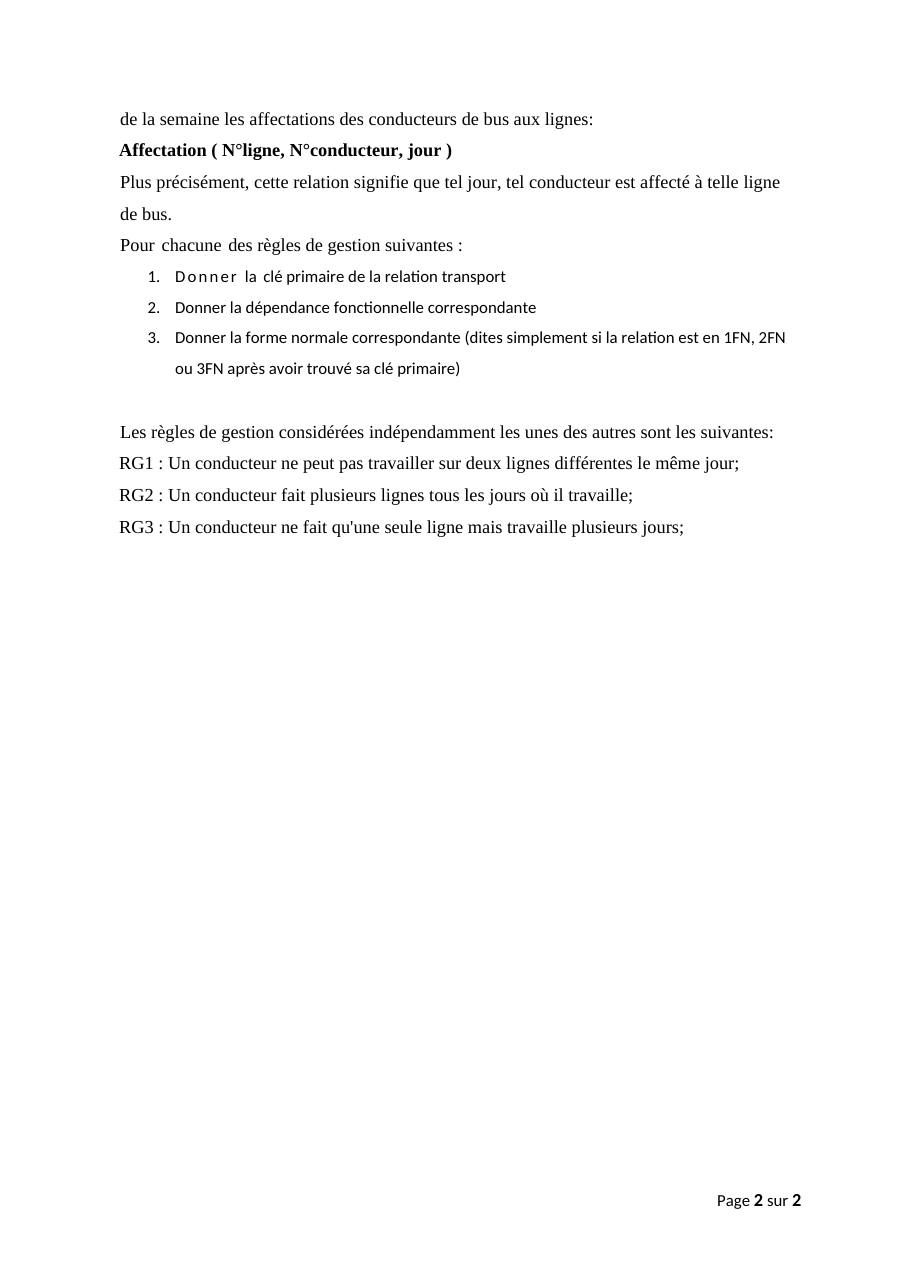 de la semaine les affectations des conducteurs de bus aux lignes:
Affectation ( N°ligne, N°conducteur, jour )
Plus précisément, cette relation signifie que tel jour, tel conducteur est affecté à telle ligne
de bus.
Pour chacune des règles de gestion suivantes :
1. Donner la clé primaire de la relation transport
2. Donner la dépendance fonctionnelle correspondante
3. Donner la forme normale correspondante (dites simplement si la relation est en 1FN, 2FN
ou 3FN après avoir trouvé sa clé primaire)
Les règles de gestion considérées indépendamment les unes des autres sont les suivantes:
RG1 : Un conducteur ne peut pas travailler sur deux lignes différentes le même jour;
RG2 : Un conducteur fait plusieurs lignes tous les jours où il travaille;
RG3 : Un conducteur ne fait qu'une seule ligne mais travaille plusieurs jours;
Page 2 sur 2